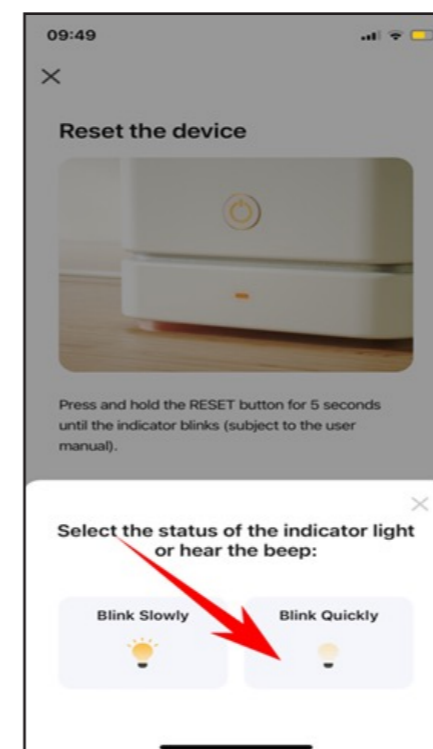 09:49
Reset the device
Press and hold the RESET button for 5 seconds
until the indicator blinks (subject to the user
manual).
Select the status of the indicator light
or hear the beep:
Blink Slowly
Blink Quickly